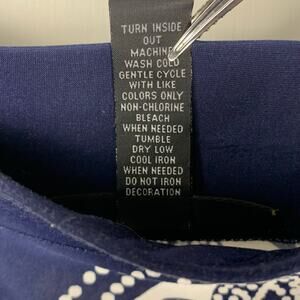 TURN INSIDE
OUT
MACHINE
WASH COLD
GENTLE CYCLE
WITH LIKE
COLORS ONLY
NON-CHLORINE
BLEACH
WHEN NEEDED
TUMBLE
DRY LOW
COOL IRON
WHEN NEEDED
DO NOT IRON
DECORATION